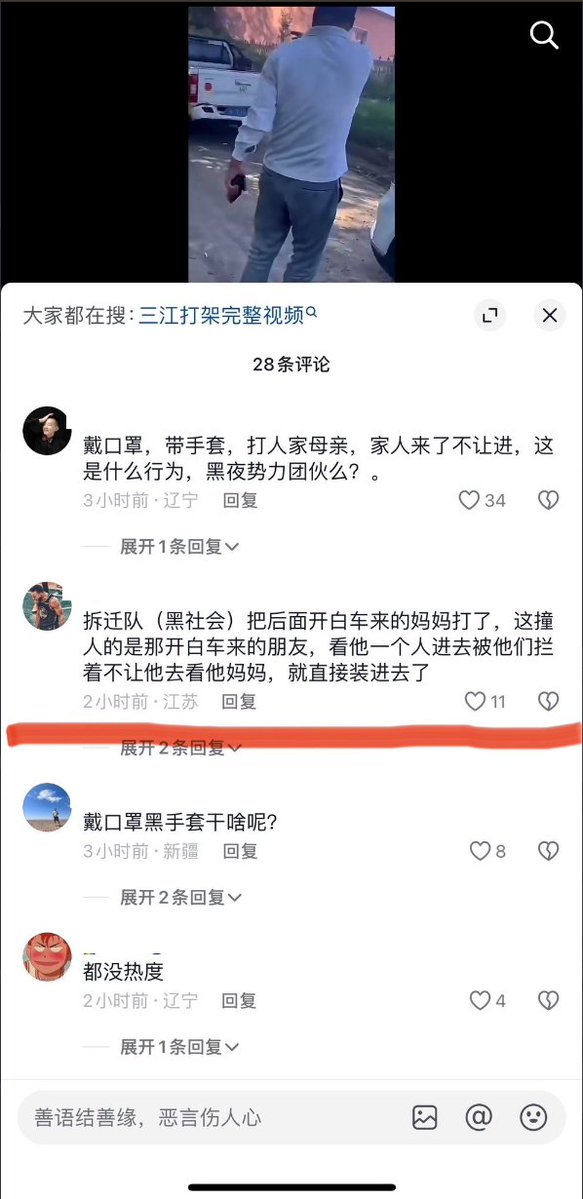 大家都在搜：三江打架完整视频
28条评论
戴口罩，带手套，打人家母亲，家人来了不让进，这
是什么行为，黑夜势力团伙么？。
3小时前·辽宁 回复
34
展开1条回复
拆迁队（黑社会）把后面开白车来的妈妈打了，这撞
人的是那开白车来的朋友，看他一个人进去被他们拦
着不让他去看他妈妈，就直接装进去了
2小时前·江苏 回复
11
展开2条回复
戴口罩黑手套干啥呢？
3小时前·新疆 回复
8
展开2条回复
都没热度
2小时前·辽宁 回复
4
展开1条回复
善语结善缘，恶言伤人心